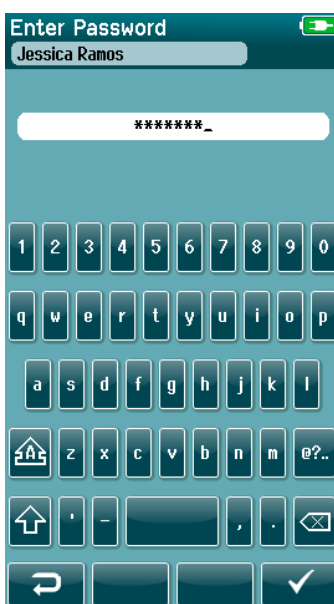 Enter Password
Jessica Ramos
*******_
1 2 3 4 5 6 7 8 9 0
q w e r t y u i o p
a s d f g h j k l
A z x c v b n m @?..
' - , .